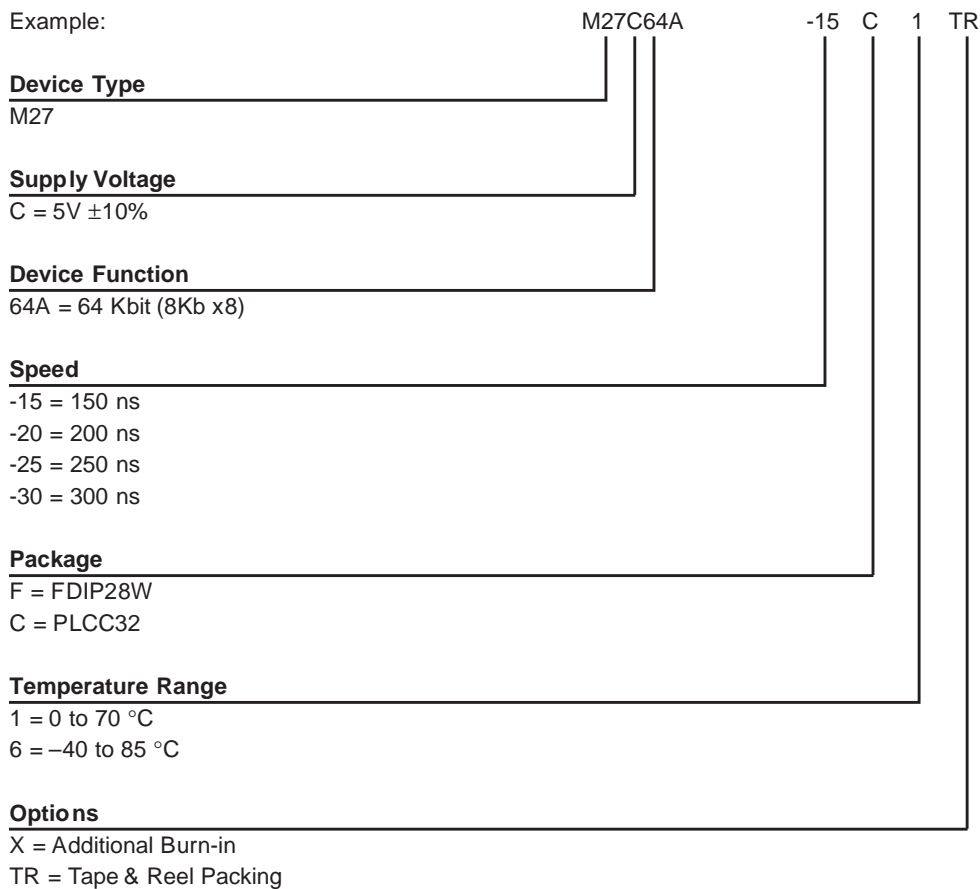 Example: M27C64A -15 C 1 TR
Device Type
M27
Supply Voltage
C = 5V ±10%
Device Function
64A = 64 Kbit (8Kb x8)
Speed
-15 = 150 ns
-20 = 200 ns
-25 = 250 ns
-30 = 300 ns
Package
F = FDIP28W
C = PLCC32
Temperature Range
1 = 0 to 70 °C
6 = –40 to 85 °C
Options
X = Additional Burn-in
TR = Tape & Reel Packing